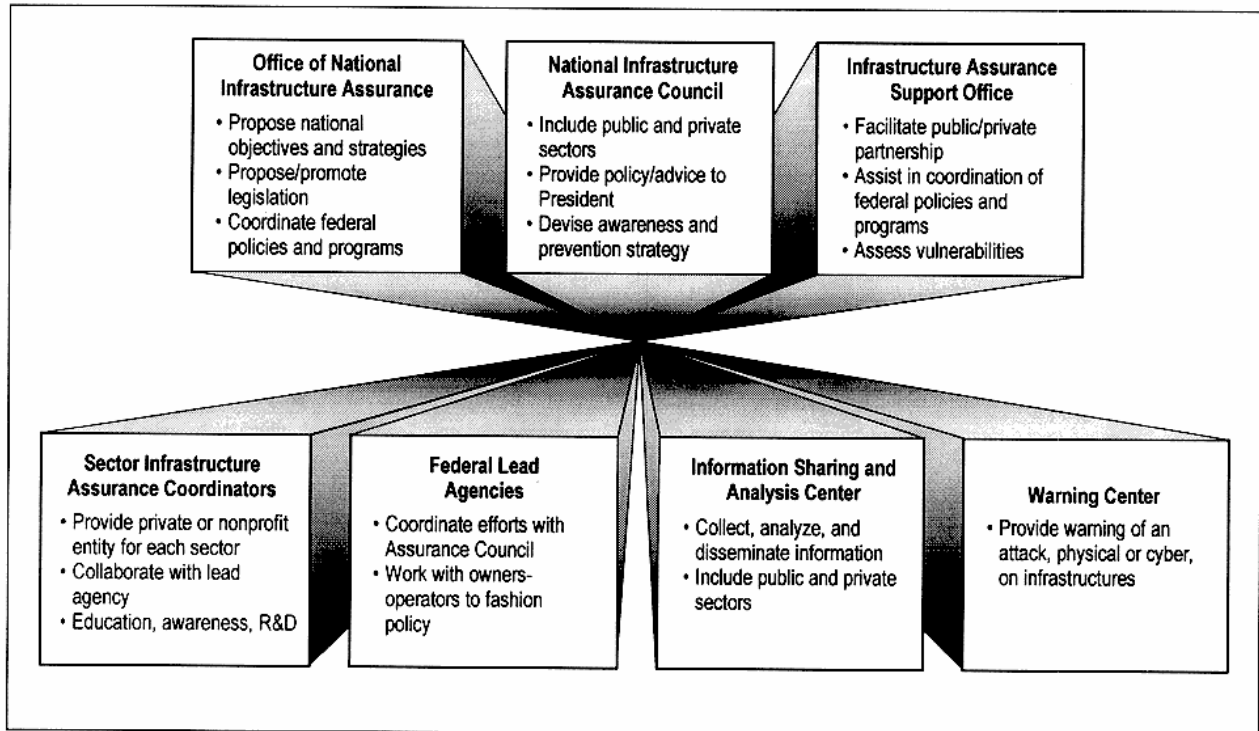 Office of National
Infrastructure Assurance
• Propose national
objectives and strategies
• Propose/promote
legislation
• Coordinate federal
policies and programs
National Infrastructure
Assurance Council
• Include public and private
sectors
• Provide policy/advice to
President
• Devise awareness and
prevention strategy
Infrastructure Assurance
Support Office
• Facilitate public/private
partnership
• Assist in coordination of
federal policies and
programs
• Assess vulnerabilities
Sector Infrastructure
Assurance Coordinators
• Provide private or nonprofit
entity for each sector
• Collaborate with lead
agency
• Education, awareness, R&D
Federal Lead
Agencies
• Coordinate efforts with
Assurance Council
• Work with owners-
operators to fashion
policy
Information Sharing and
Analysis Center
• Collect, analyze, and
disseminate information
• Include public and private
sectors
Warning Center
• Provide warning of an
attack, physical or cyber,
on infrastructures